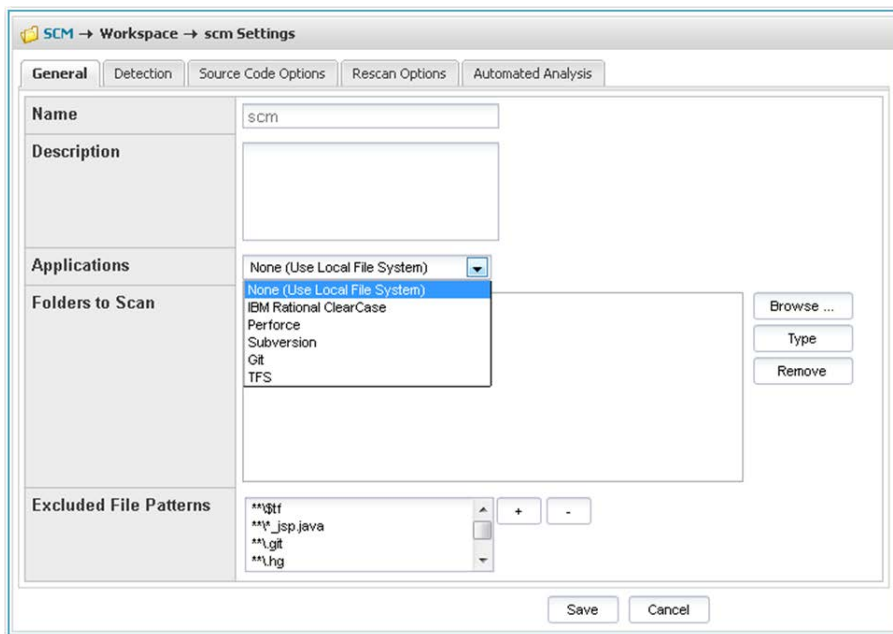 SCM → Workspace → scm Settings
General Detection Source Code Options Rescan Options Automated Analysis
Name scm
Description
Applications None (Use Local File System)
None (Use Local File System)
IBM Rational ClearCase
Perforce
Subversion
Git
TFS
Folders to Scan
Browse ...
Type
Remove
Excluded File Patterns
**\$tf
**\*_jsp.java
**\.git
**\.hg
+ -
Save Cancel